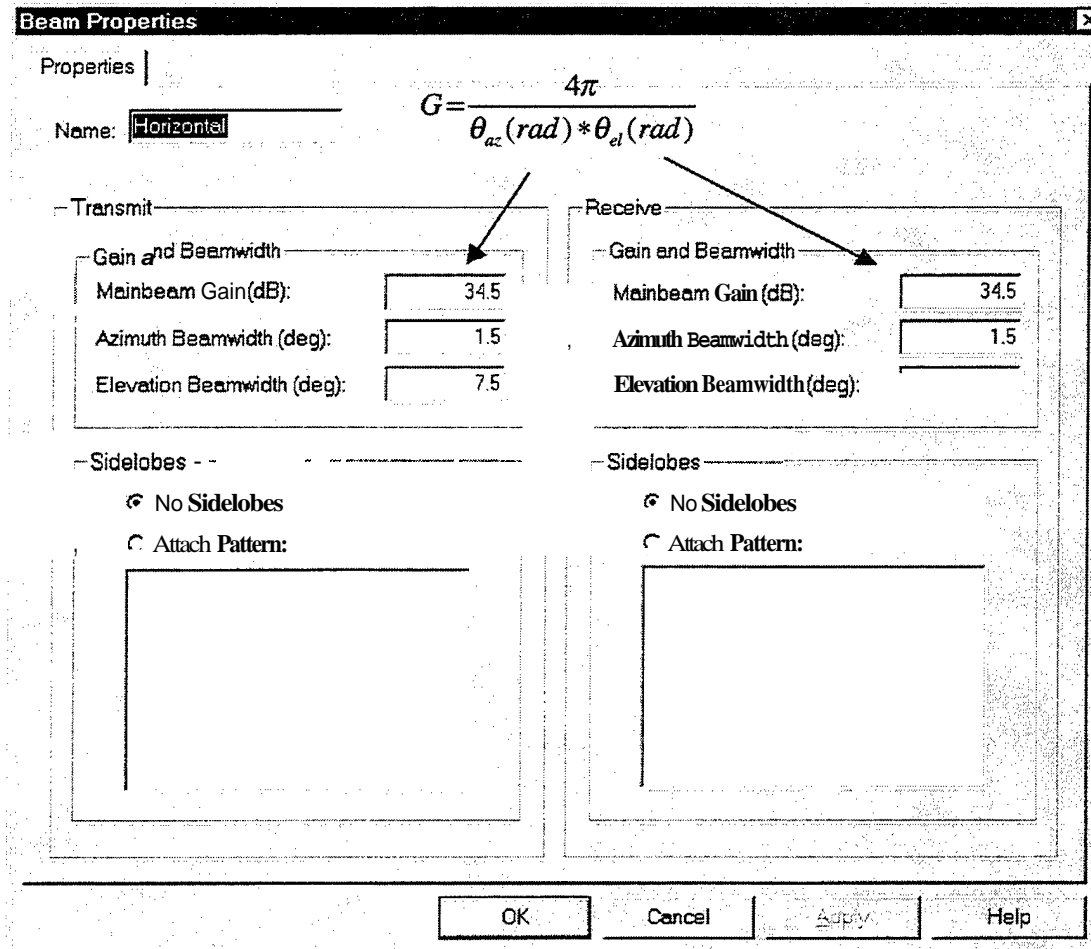 Beam Properties
Properties
Name: Horizontal
G = 4π / θ_az (rad) * θ_el (rad)
Transmit
Gain and Beamwidth
Mainbeam Gain (dB): 34.5
Azimuth Beamwidth (deg): 1.5
Elevation Beamwidth (deg): 7.5
Sidelobes - -
No Sidelobes
Attach Pattern:
Receive
Gain and Beamwidth
Mainbeam Gain (dB): 34.5
Azimuth Beamwidth (deg): 1.5
Elevation Beamwidth (deg):
Sidelobes
No Sidelobes
Attach Pattern:
OK Cancel Apply Help